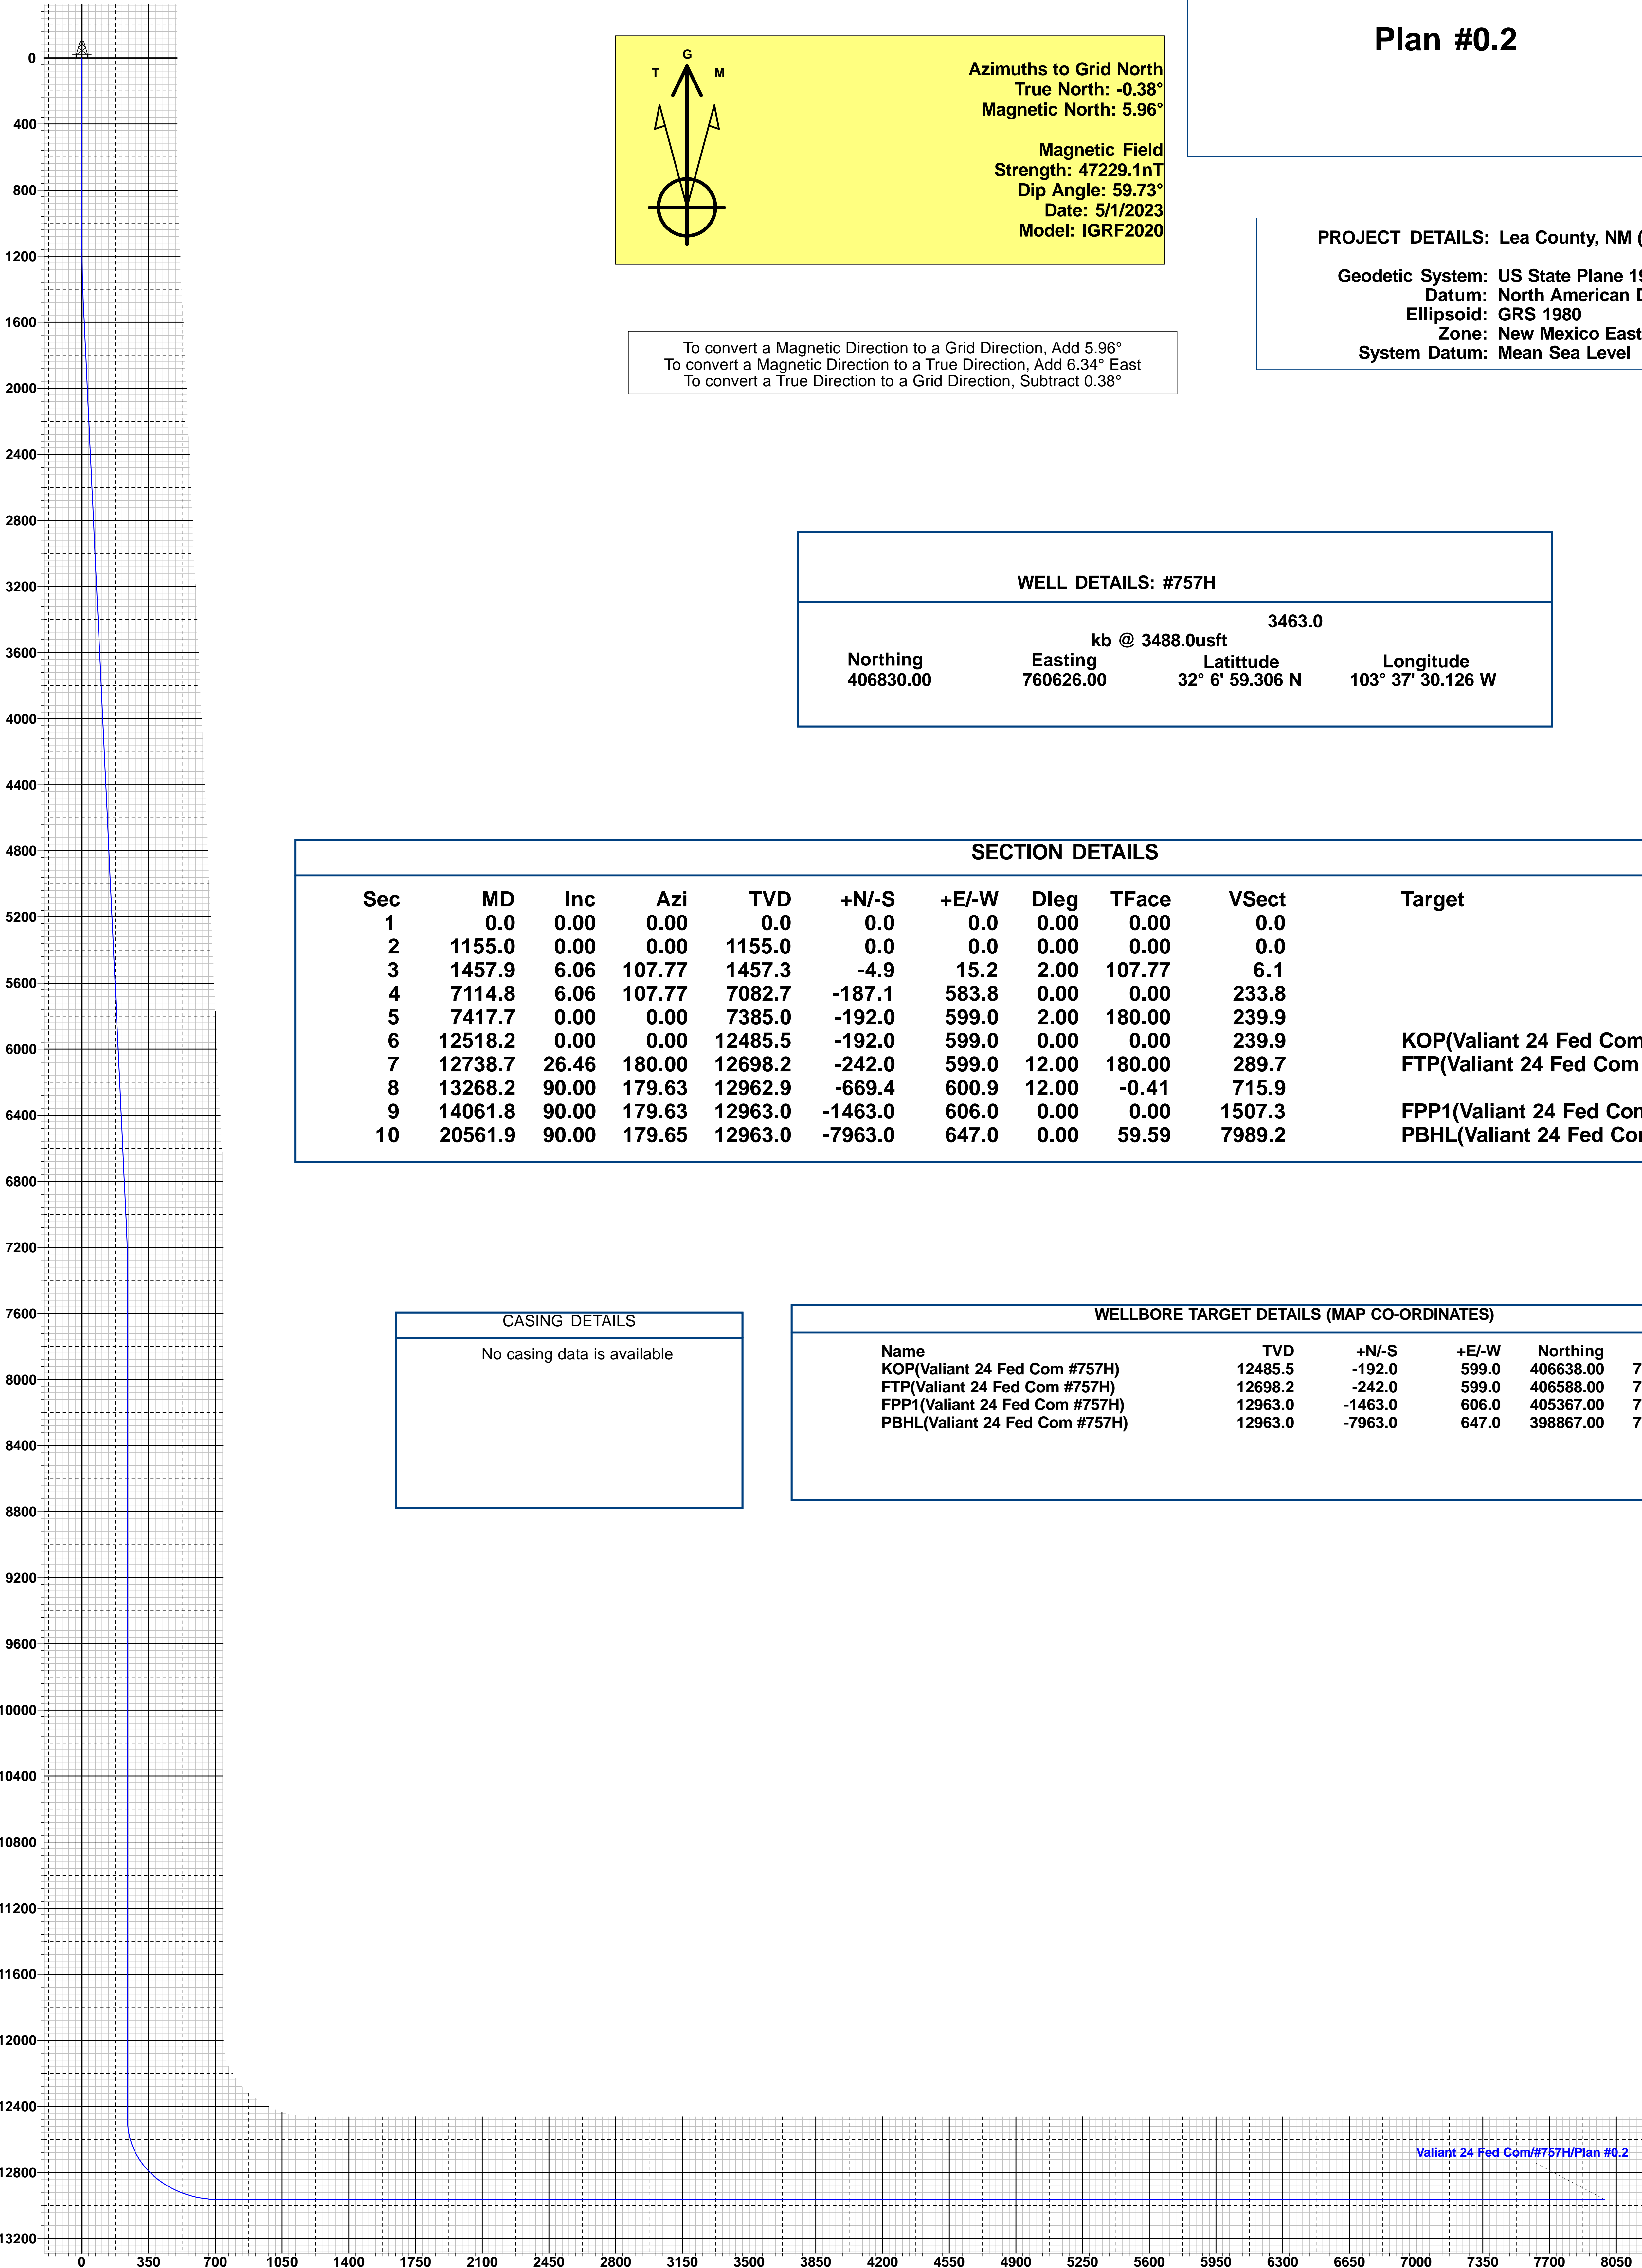 Plan #0.2
G
T M
Azimuths to Grid North
True North: -0.38°
Magnetic North: 5.96°
Magnetic Field
Strength: 47229.1nT
Dip Angle: 59.73°
Date: 5/1/2023
Model: IGRF2020
To convert a Magnetic Direction to a Grid Direction, Add 5.96°
To convert a Magnetic Direction to a True Direction, Add 6.34° East
To convert a True Direction to a Grid Direction, Subtract 0.38°
PROJECT DETAILS: Lea County, NM (
Geodetic System: US State Plane 19
Datum: North American D
Ellipsoid: GRS 1980
Zone: New Mexico East
System Datum: Mean Sea Level
WELL DETAILS: #757H
3463.0
kb @ 3488.0usft
Northing Easting Latittude Longitude
406830.00 760626.00 32° 6' 59.306 N 103° 37' 30.126 W
SECTION DETAILS
Sec MD Inc Azi TVD +N/-S +E/-W Dleg TFace VSect Target
1 0.0 0.00 0.00 0.0 0.0 0.0 0.00 0.00 0.0
2 1155.0 0.00 0.00 1155.0 0.0 0.0 0.00 0.00 0.0
3 1457.9 6.06 107.77 1457.3 -4.9 15.2 2.00 107.77 6.1
4 7114.8 6.06 107.77 7082.7 -187.1 583.8 0.00 0.00 233.8
5 7417.7 0.00 0.00 7385.0 -192.0 599.0 2.00 180.00 239.9
6 12518.2 0.00 0.00 12485.5 -192.0 599.0 0.00 0.00 239.9 KOP(Valiant 24 Fed Com
7 12738.7 26.46 180.00 12698.2 -242.0 599.0 12.00 180.00 289.7 FTP(Valiant 24 Fed Com
8 13268.2 90.00 179.63 12962.9 -669.4 600.9 12.00 -0.41 715.9
9 14061.8 90.00 179.63 12963.0 -1463.0 606.0 0.00 0.00 1507.3 FPP1(Valiant 24 Fed Con
10 20561.9 90.00 179.65 12963.0 -7963.0 647.0 0.00 59.59 7989.2 PBHL(Valiant 24 Fed Cor
CASING DETAILS
No casing data is available
WELLBORE TARGET DETAILS (MAP CO-ORDINATES)
Name TVD +N/-S +E/-W Northing
KOP(Valiant 24 Fed Com #757H) 12485.5 -192.0 599.0 406638.00 7
FTP(Valiant 24 Fed Com #757H) 12698.2 -242.0 599.0 406588.00 7
FPP1(Valiant 24 Fed Com #757H) 12963.0 -1463.0 606.0 405367.00 7
PBHL(Valiant 24 Fed Com #757H) 12963.0 -7963.0 647.0 398867.00 7
0
400
800
1200
1600
2000
2400
2800
3200
3600
4000
4400
4800
5200
5600
6000
6400
6800
7200
7600
8000
8400
8800
9200
9600
10000
10400
10800
11200
11600
12000
12400
12800
13200
Valiant 24 Fed Com/#757H/Plan #0.2
0 350 700 1050 1400 1750 2100 2450 2800 3150 3500 3850 4200 4550 4900 5250 5600 5950 6300 6650 7000 7350 7700 8050